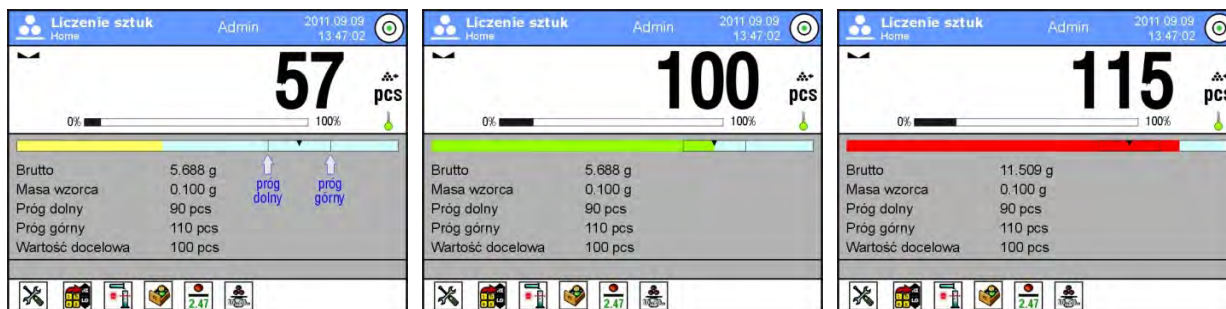 Liczenie sztuk
Home
Admin
2011.09.09
13:47:02
57
pcs
0% 100%
Brutto 5.688 g
Masa wzorca 0.100 g
Próg dolny 90 pcs
Próg górny 110 pcs
Wartość docelowa 100 pcs
próg dolny
próg górny
2.47
Liczenie sztuk
Home
Admin
2011.09.09
13:47:02
100
pcs
0% 100%
Brutto 5.688 g
Masa wzorca 0.100 g
Próg dolny 90 pcs
Próg górny 110 pcs
Wartość docelowa 100 pcs
2.47
Liczenie sztuk
Home
Admin
2011.09.09
13:47:02
115
pcs
0% 100%
Brutto 11.509 g
Masa wzorca 0.100 g
Próg dolny 90 pcs
Próg górny 110 pcs
Wartość docelowa 100 pcs
2.47